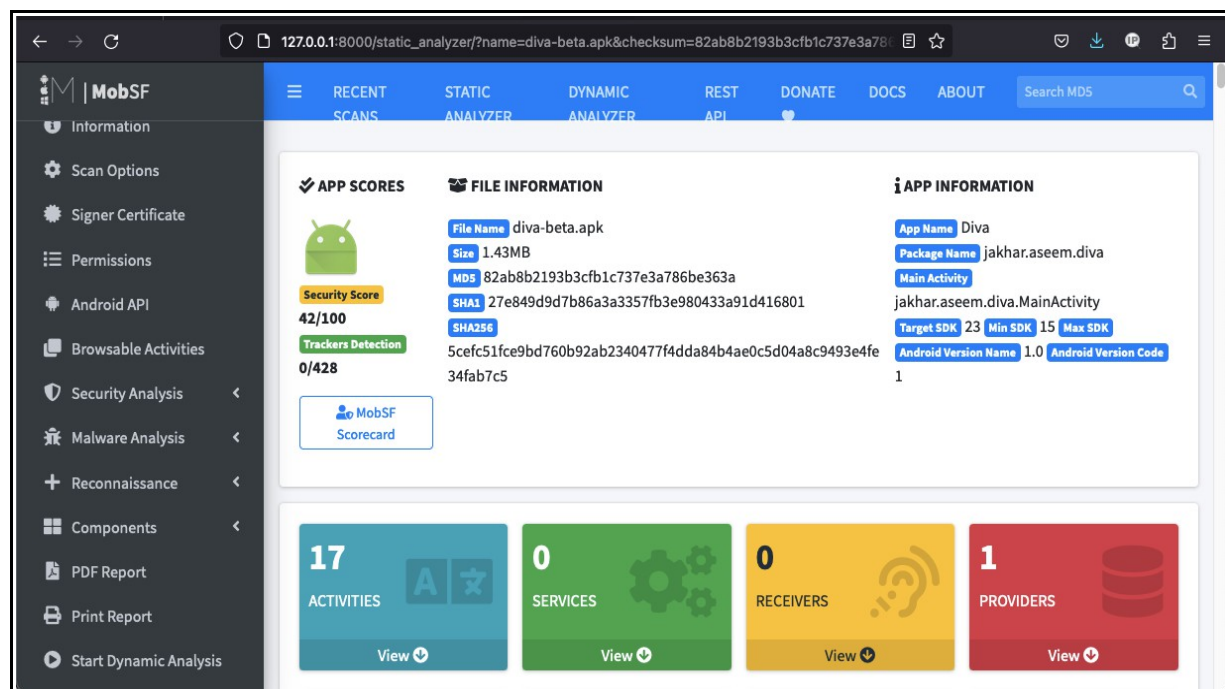 127.0.0.1:8000/static_analyzer/?name=diva-beta.apk&checksum=82ab8b2193b3cfb1c737e3a786
MobSF
Information
Scan Options
Signer Certificate
Permissions
Android API
Browsable Activities
Security Analysis
Malware Analysis
Reconnaissance
Components
PDF Report
Print Report
Start Dynamic Analysis
RECENT SCANS
STATIC ANALYZER
DYNAMIC ANALYZER
REST API
DONATE
DOCS
ABOUT
Search MD5
APP SCORES
Security Score
42/100
Trackers Detection
0/428
MobSF
Scorecard
FILE INFORMATION
File Name diva-beta.apk
Size 1.43MB
MD5 82ab8b2193b3cfb1c737e3a786be363a
SHA1 27e849d9d7b86a3a3357fb3e980433a91d416801
SHA256
5cefc51fce9bd760b92ab2340477f4dda84b4ae0c5d04a8c9493e4fe
34fab7c5
APP INFORMATION
App Name Diva
Package Name jakhar.aseem.diva
Main Activity
jakhar.aseem.diva.MainActivity
Target SDK 23 Min SDK 15 Max SDK
Android Version Name 1.0 Android Version Code
1
17
ACTIVITIES
View
0
SERVICES
View
0
RECEIVERS
View
1
PROVIDERS
View